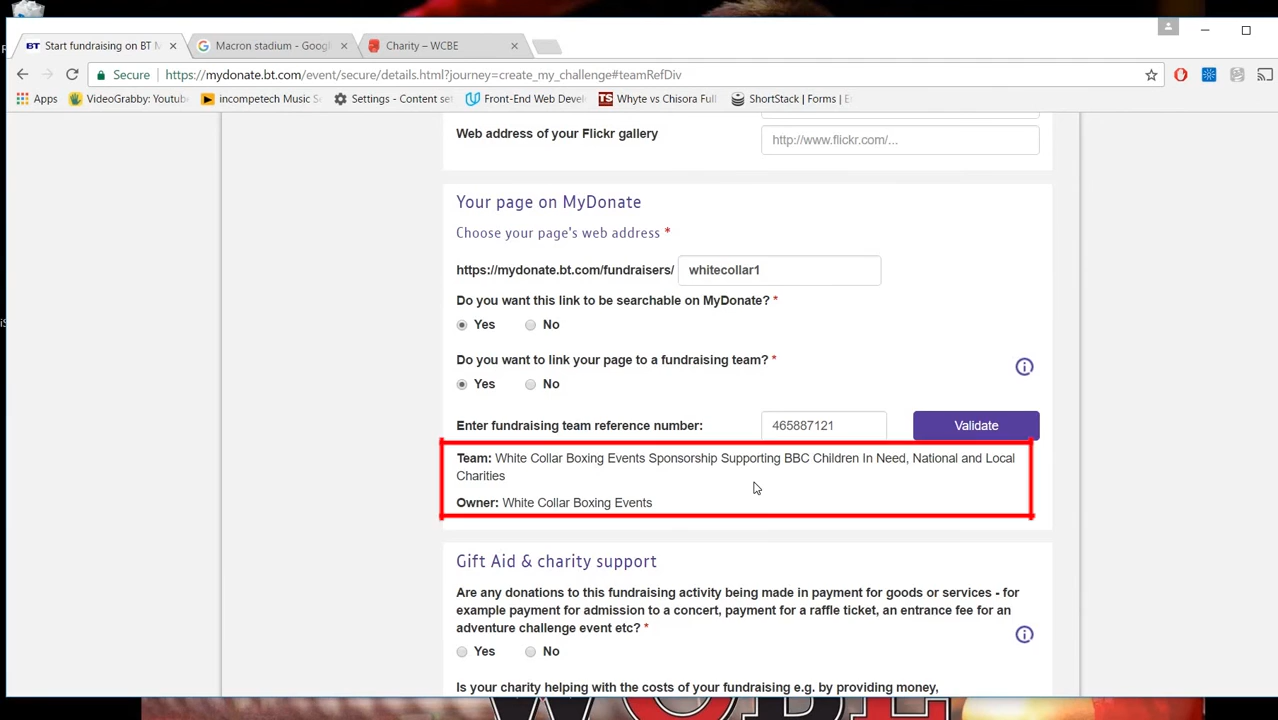 BT Start fundraising on BT M
Macron stadium - Goog
Charity – WCBE
Secure https://mydonate.bt.com/event/secure/details.html?journey=create_my_challenge#teamRefDiv
Apps VideoGrabby: Youtub incompetech Music S Settings - Content set Front-End Web Devel TS Whyte vs Chisora Full ShortStack | Forms | E
Web address of your Flickr gallery
http://www.flickr.com/...
Your page on MyDonate
Choose your page's web address *
https://mydonate.bt.com/fundraisers/ whitecollar1
Do you want this link to be searchable on MyDonate? *
Yes No
Do you want to link your page to a fundraising team? *
Yes No
Enter fundraising team reference number: 465887121 Validate
Team: White Collar Boxing Events Sponsorship Supporting BBC Children In Need, National and Local
Charities
Owner: White Collar Boxing Events
Gift Aid & charity support
Are any donations to this fundraising activity being made in payment for goods or services - for
example payment for admission to a concert, payment for a raffle ticket, an entrance fee for an
adventure challenge event etc? *
Yes No
Is your charity helping with the costs of your fundraising e.g. by providing money,
WCBE